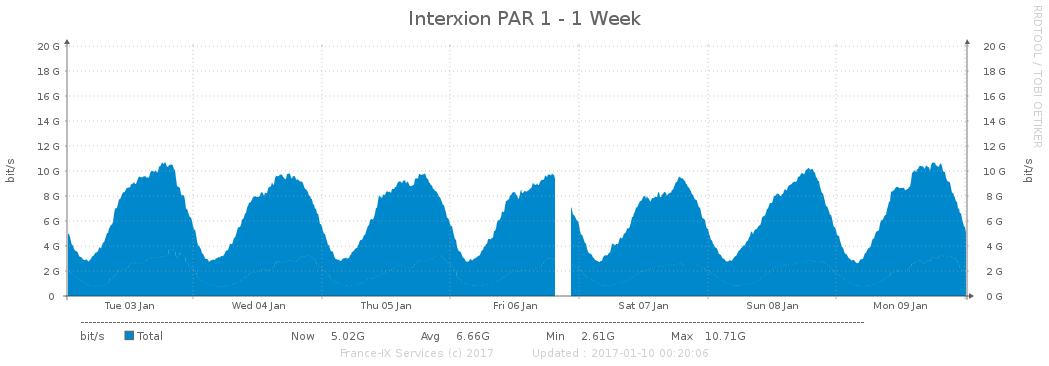 Interxion PAR 1 - 1 Week
RRDTOOL / TOBI OETIKER
bit/s
bit/s
20 G 20 G
18 G 18 G
16 G 16 G
14 G 14 G
12 G 12 G
10 G 10 G
8 G 8 G
6 G 6 G
4 G 4 G
2 G 2 G
0 0 G
Tue 03 Jan Wed 04 Jan Thu 05 Jan Fri 06 Jan Sat 07 Jan Sun 08 Jan Mon 09 Jan
bit/s Total Now 5.02G Avg 6.66G Min 2.61G Max 10.71G
France-IX Services (c) 2017 Updated : 2017-01-10 00:20:06